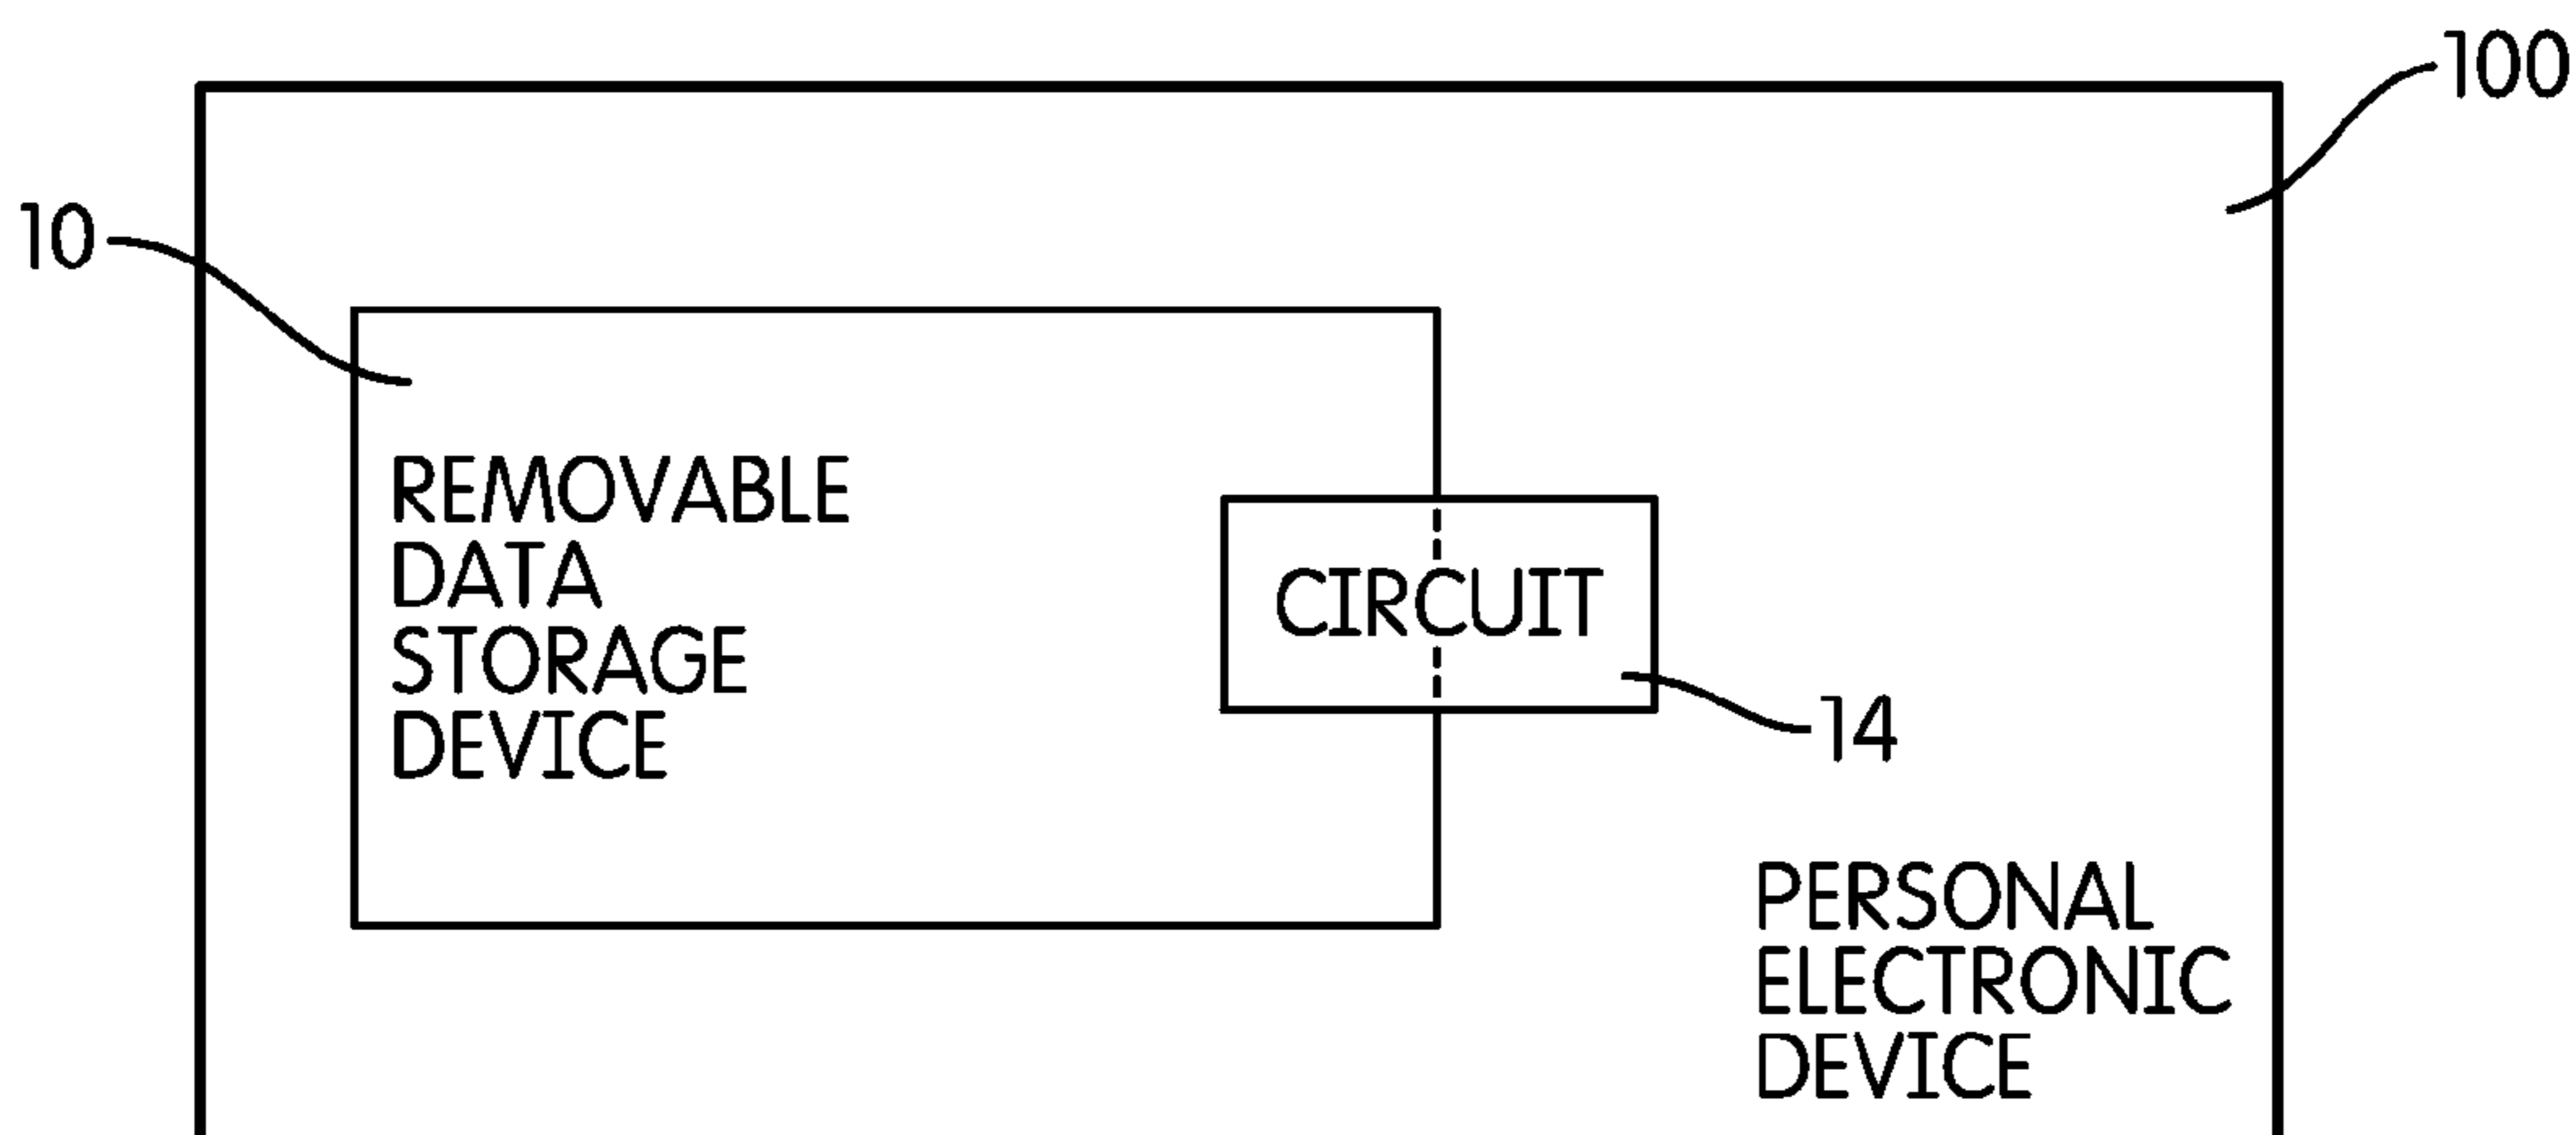 100
10
REMOVABLE
DATA
STORAGE
DEVICE
CIRCUIT
14
PERSONAL
ELECTRONIC
DEVICE